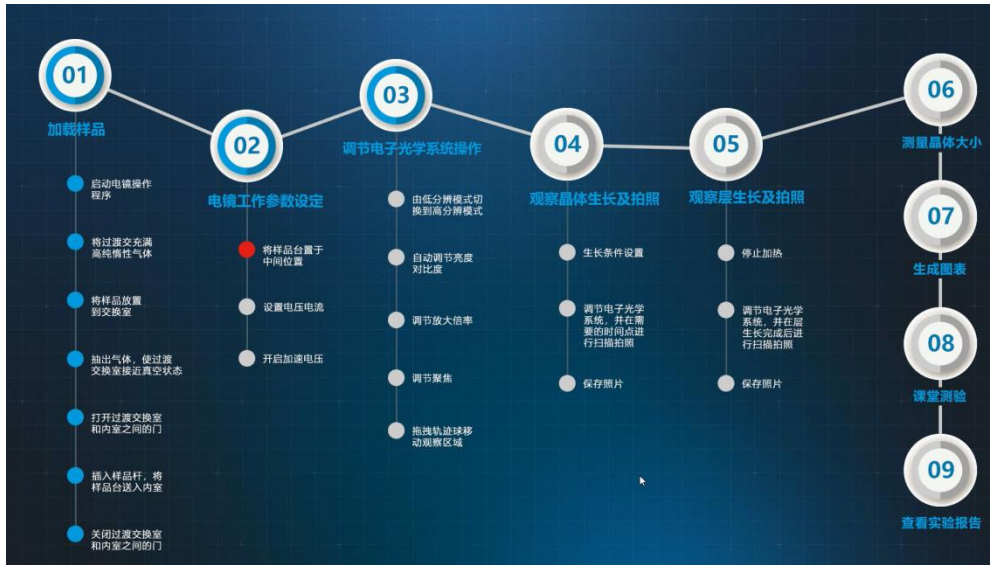 01
加载样品
启动电镜操作
程序
将过渡交充满
高纯惰性气体
将样品放置
到交换室
抽出气体，使过渡
交换室接近真空状态
打开过渡交换室
和内室之间的门
插入样品杆，将
样品台送入内室
关闭过渡交换室
和内室之间的门
02
电镜工作参数设定
将样品台置于
中间位置
设置电压电流
开启加速电压
03
调节电子光学系统操作
由低分辨模式切
换到高分辨模式
自动调节亮度
对比度
调节放大倍率
调节聚焦
拖拽轨迹球移
动观察区域
04
观察晶体生长及拍照
生长条件设置
调节电子光学
系统，并在需
要的时间点进
行扫描拍照
保存照片
05
观察层生长及拍照
停止加热
调节电子光学
系统，并在层
生长完成后进
行扫描拍照
保存照片
06
测量晶体大小
07
生成图表
08
课堂测验
09
查看实验报告